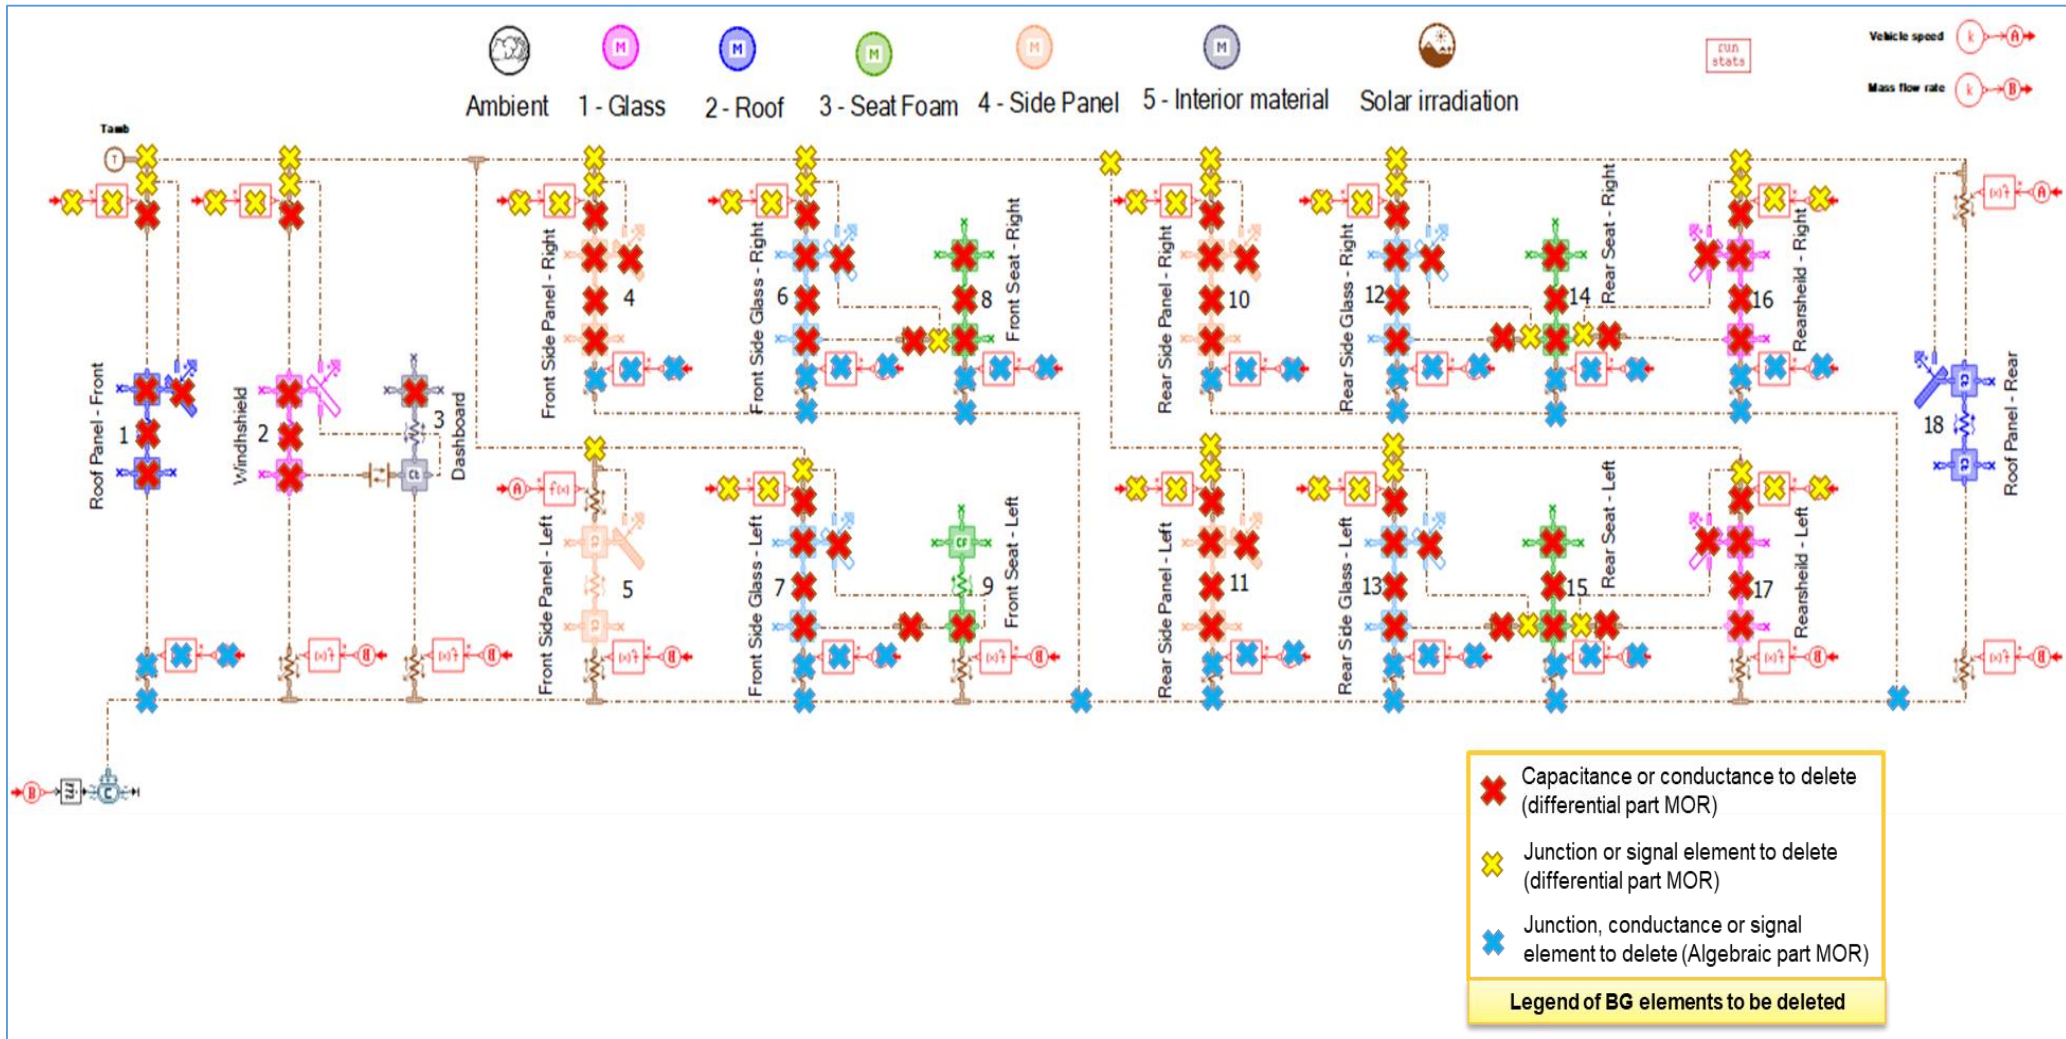 Ambient
1 - Glass
2 - Roof
3 - Seat Foam
4 - Side Panel
5 - Interior material
Solar irradiation
M
M
M
M
M
run
stats
Vehicle speed
k
A
Mass flow rate
k
B
Tamb
T
Roof Panel - Front
1
Windhshield
2
3
Dashboard
Front Side Panel - Right
4
Front Side Glass - Right
6
8
Front Seat - Right
Rear Side Panel - Right
10
Rear Side Glass - Right
12
14
Rear Seat - Right
16
Rearsheild - Right
18
Roof Panel - Rear
A
f(x)
Front Side Panel - Left
5
Front Side Glass - Left
7
9
Front Seat - Left
Rear Side Panel - Left
11
Rear Side Glass - Left
13
15
Rear Seat - Left
17
Rearsheild - Left
B
C
Capacitance or conductance to delete
(differential part MOR)
Junction or signal element to delete
(differential part MOR)
Junction, conductance or signal
element to delete (Algebraic part MOR)
Legend of BG elements to be deleted